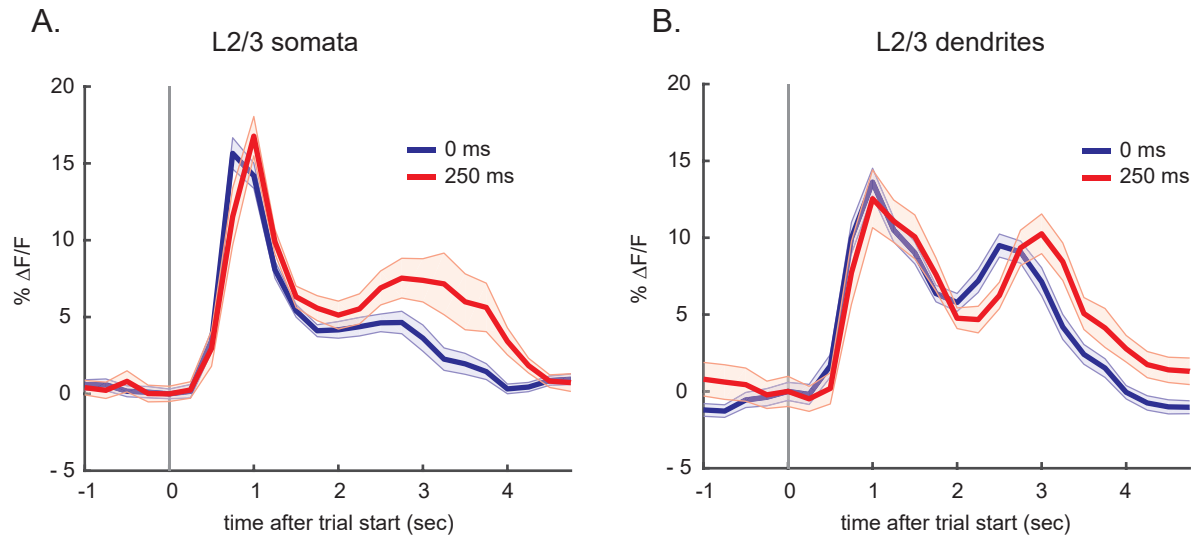 A.
L2/3 somata
20
15
10
5
0
- 5
% ΔF/F
0 ms
250 ms
-1 0 1 2 3 4
time after trial start (sec)
B.
L2/3 dendrites
20
15
10
5
0
- 5
% ΔF/F
0 ms
250 ms
-1 0 1 2 3 4
time after trial start (sec)